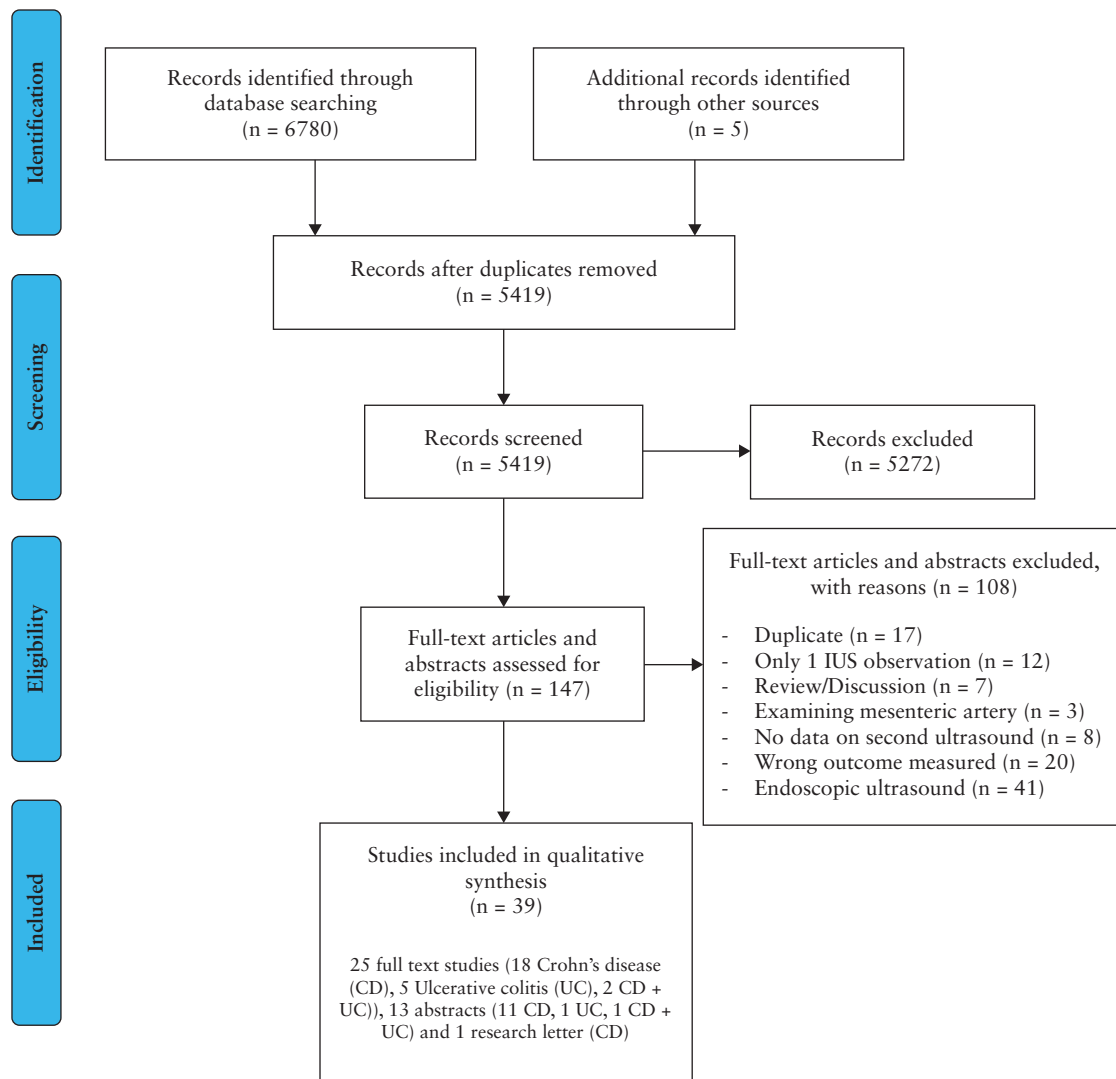 Identification
Records identified through
database searching
(n = 6780)
Additional records identified
through other sources
(n = 5)
Records after duplicates removed
(n = 5419)
Screening
Records screened
(n = 5419)
Records excluded
(n = 5272)
Eligibility
Full-text articles and
abstracts assessed for
eligibility (n = 147)
Full-text articles and abstracts excluded,
with reasons (n = 108)
- Duplicate (n = 17)
- Only 1 IUS observation (n = 12)
- Review/Discussion (n = 7)
- Examining mesenteric artery (n = 3)
- No data on second ultrasound (n = 8)
- Wrong outcome measured (n = 20)
- Endoscopic ultrasound (n = 41)
Included
Studies included in qualitative
synthesis
(n = 39)
25 full text studies (18 Crohn's disease
(CD), 5 Ulcerative colitis (UC), 2 CD +
UC)), 13 abstracts (11 CD, 1 UC, 1 CD +
UC) and 1 research letter (CD)